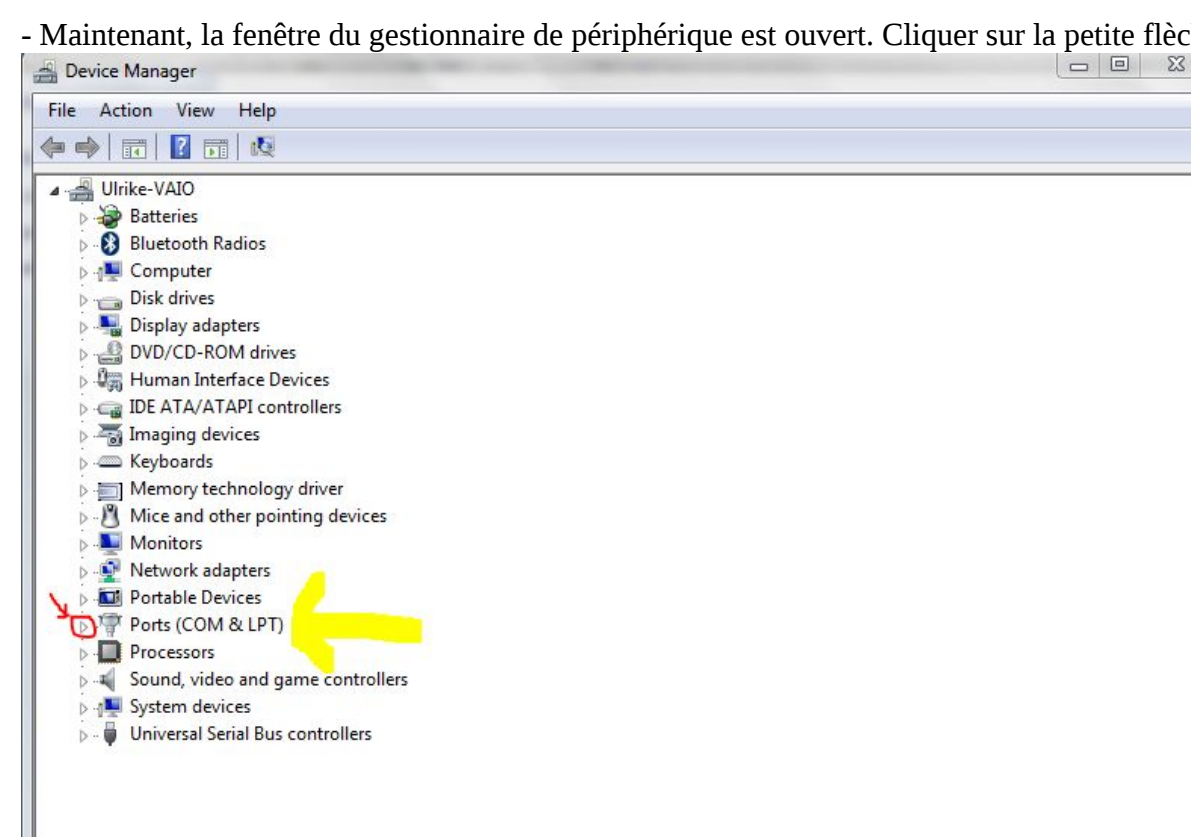 - Maintenant, la fenêtre du gestionnaire de périphérique est ouvert. Cliquer sur la petite flèc
Device Manager
File Action View Help
Ulrike-VAIO
Batteries
Bluetooth Radios
Computer
Disk drives
Display adapters
DVD/CD-ROM drives
Human Interface Devices
IDE ATA/ATAPI controllers
Imaging devices
Keyboards
Memory technology driver
Mice and other pointing devices
Monitors
Network adapters
Portable Devices
Ports (COM & LPT)
Processors
Sound, video and game controllers
System devices
Universal Serial Bus controllers